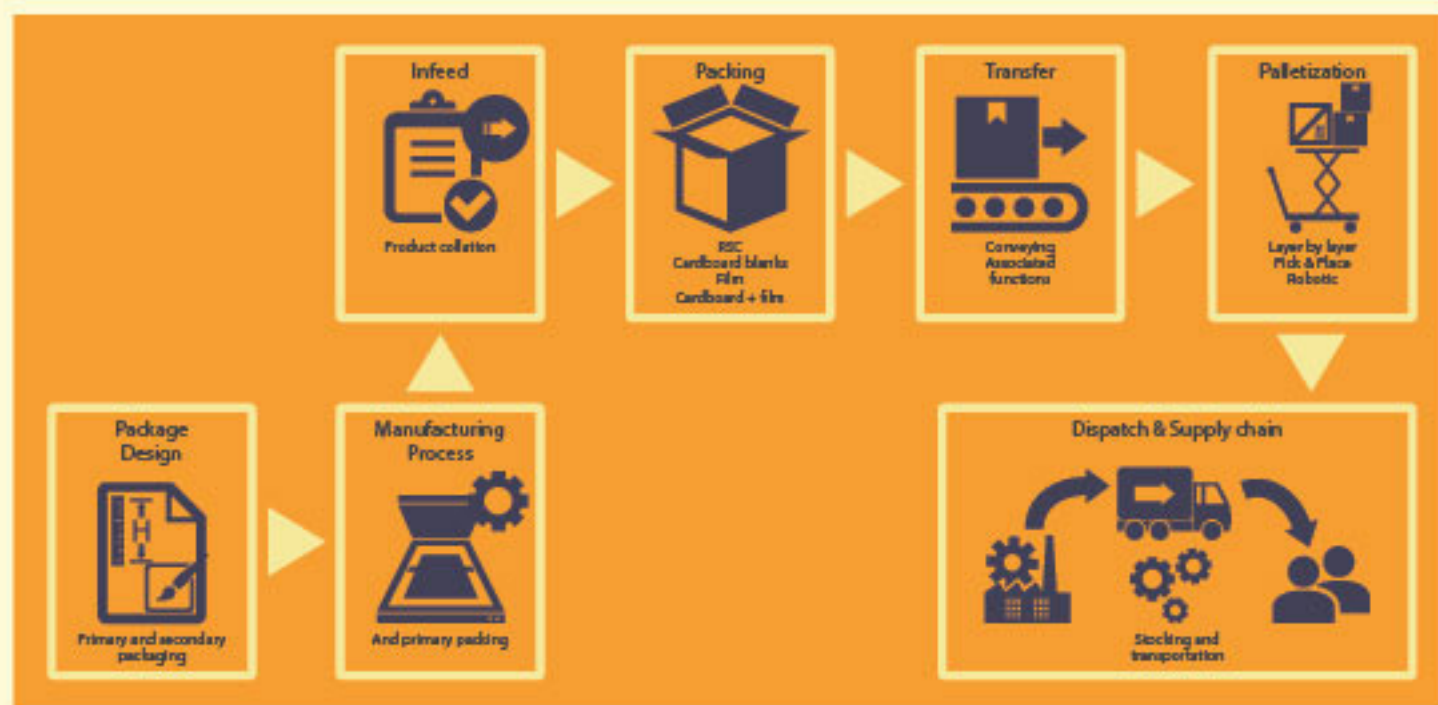 Infeed
Product collation
Packing
RSC
Cardboard blanks
Film
Cardboard + film
Transfer
Conveying
Associated
functions
Palletization
Layer by layer
Pick & Place
Robotic
Package
Design
H
Primary and secondary
packaging
Manufacturing
Process
And primary packing
Dispatch & Supply chain
Stocking and
transportation